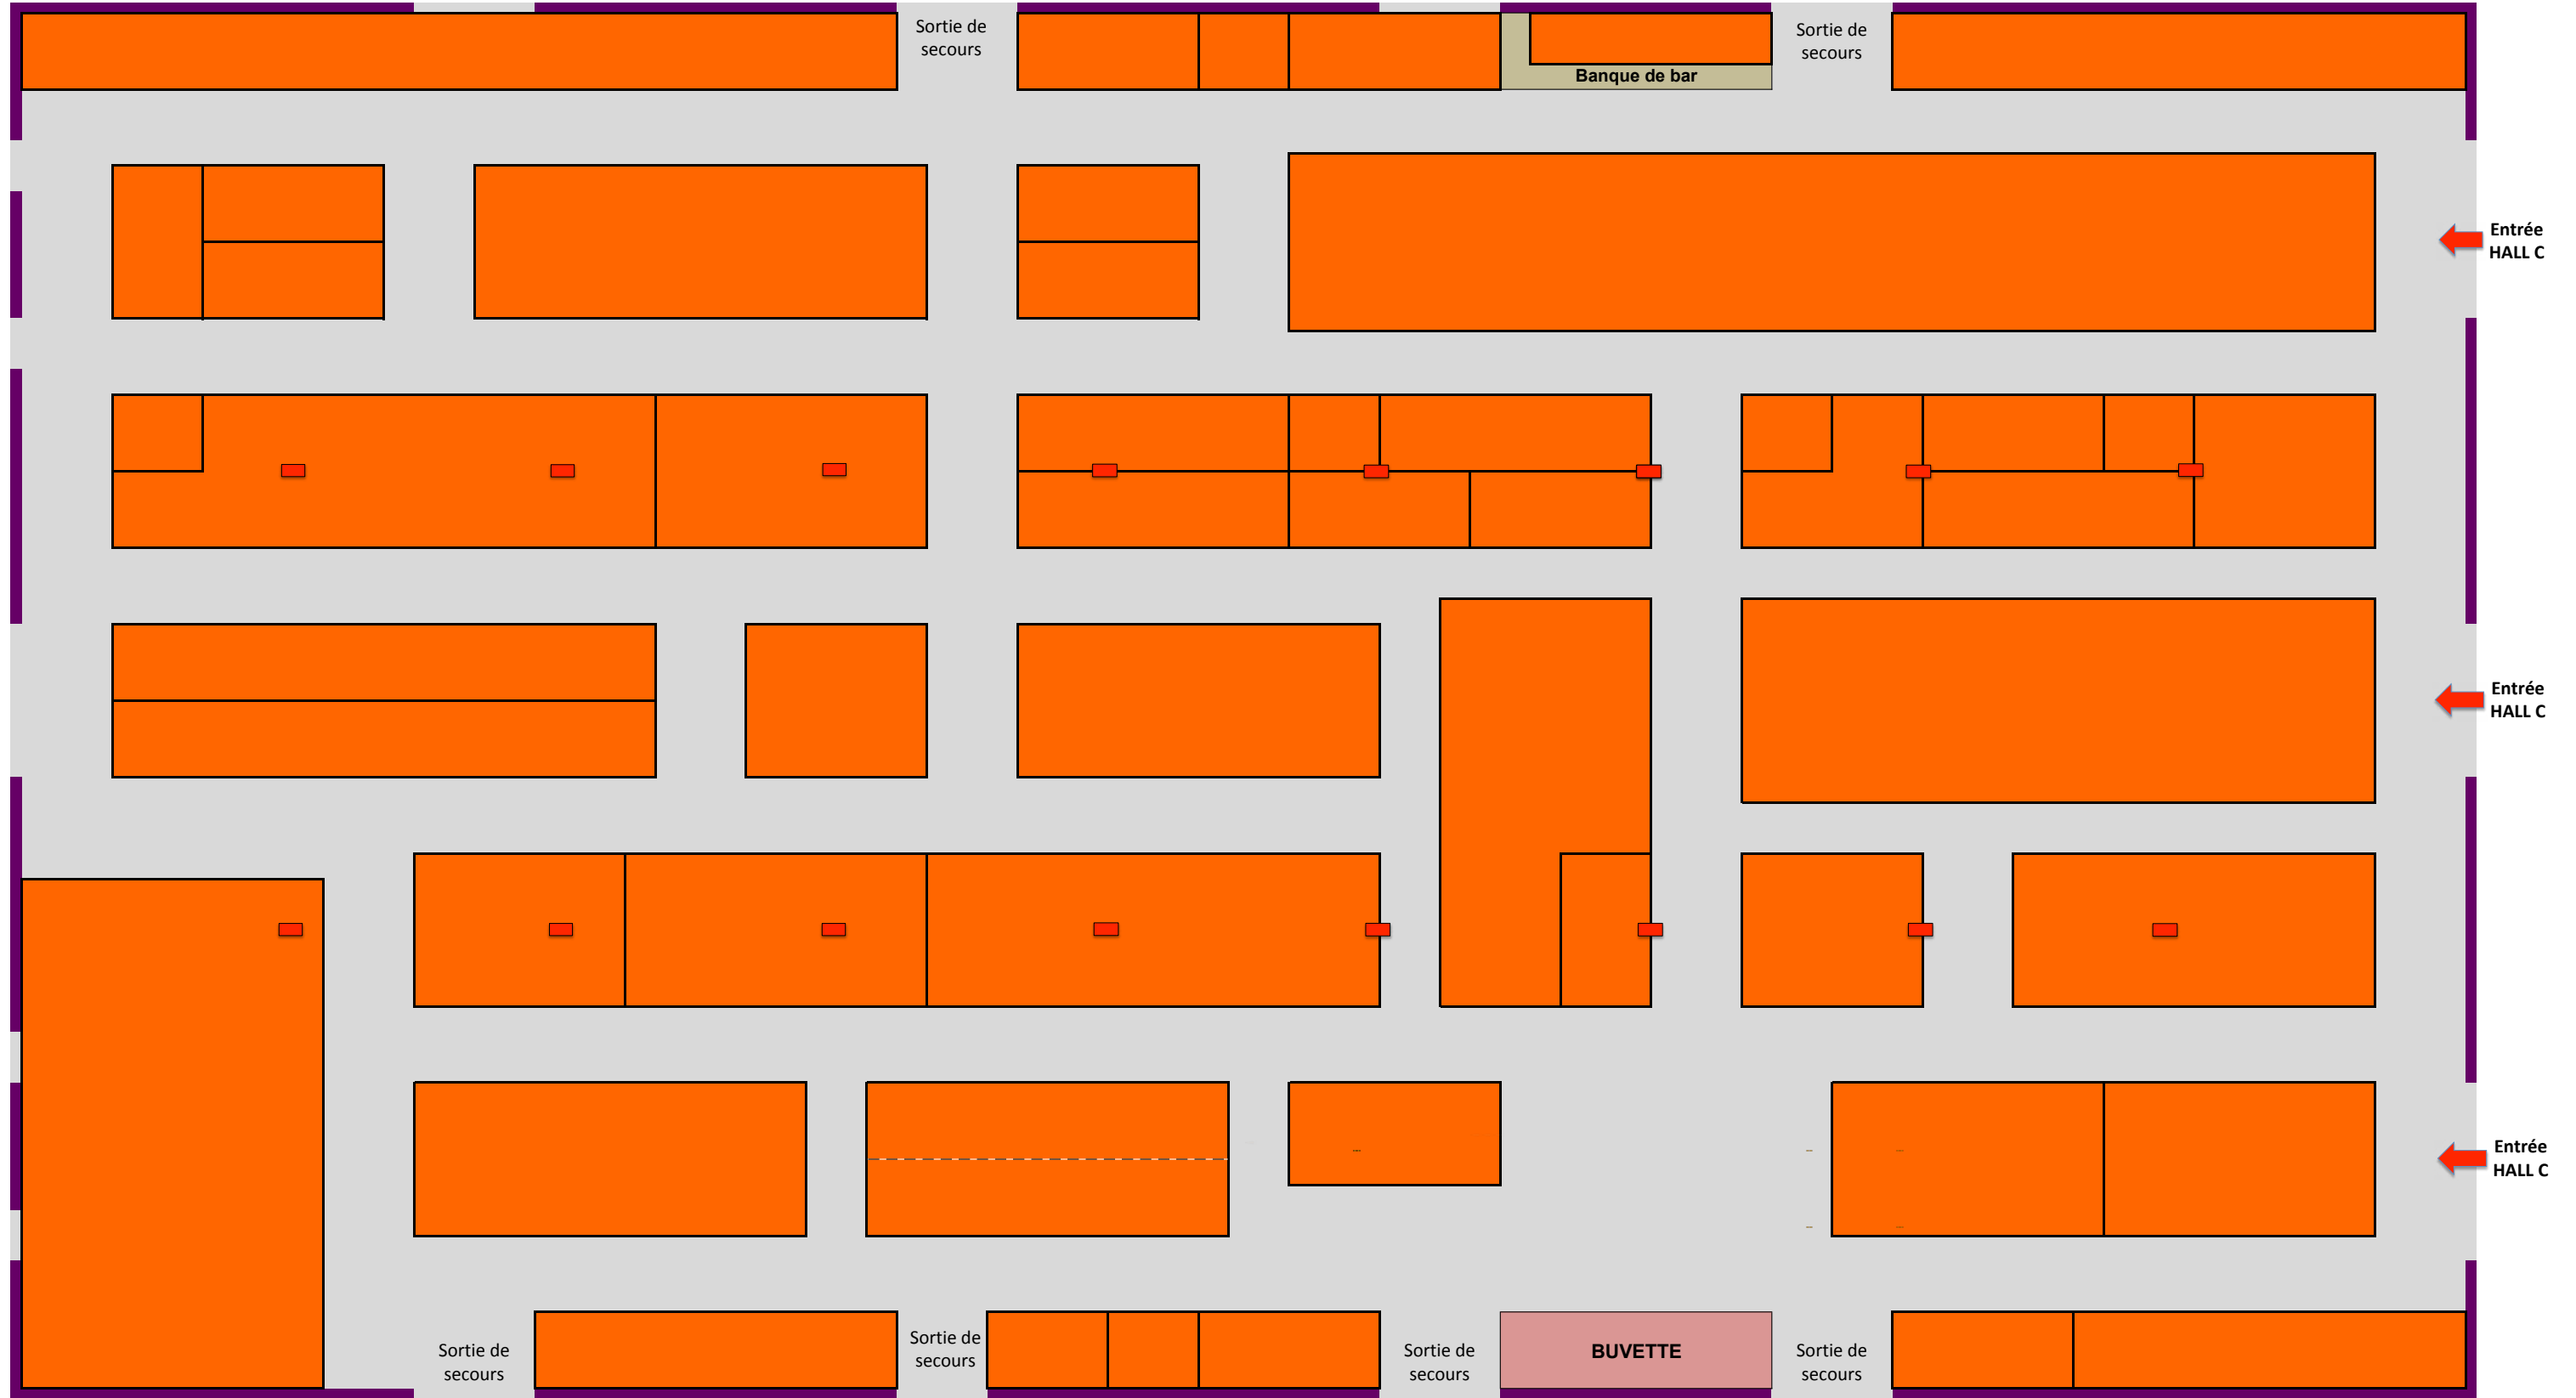 Sortie de
secours
Sortie de
secours
Banque de bar
Entrée
HALL C
Entrée
HALL C
Entrée
HALL C
Sortie de
secours
Sortie de
secours
Sortie de
secours
BUVETTE
Sortie de
secours